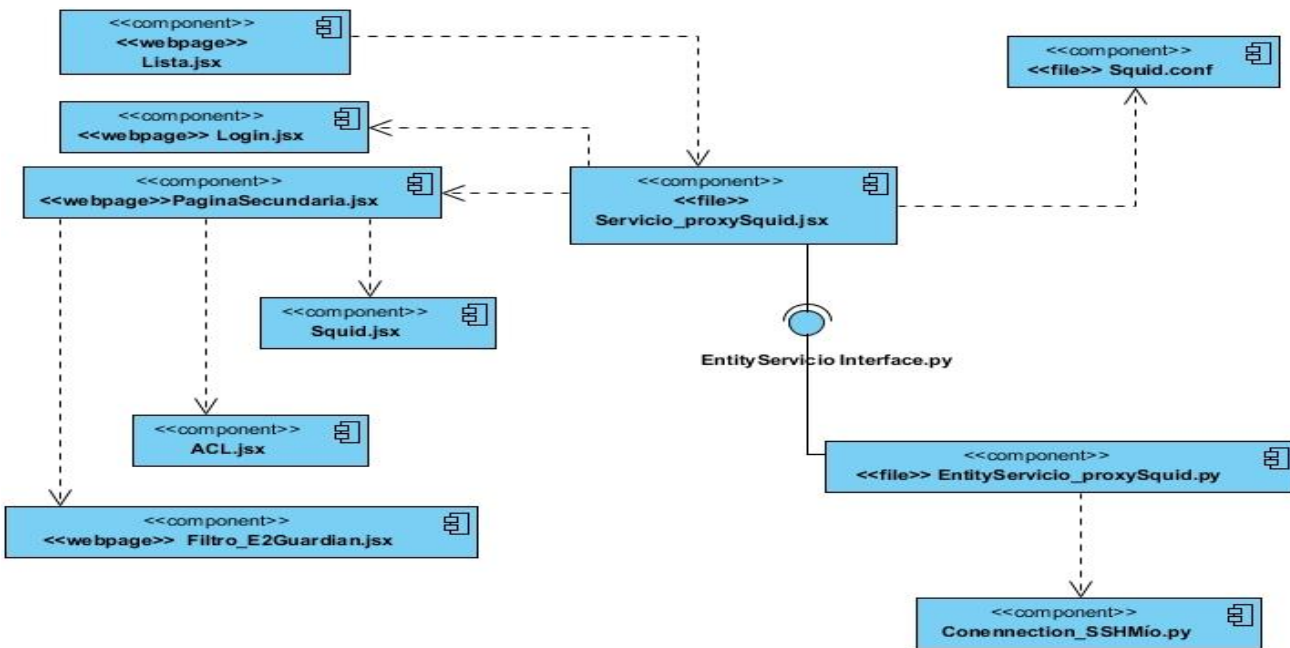 <<component>>
<<webpage>>
Lista.jsx
<<component>>
<<file>> Squid.conf
<<component>>
<<webpage>> Login.jsx
<<component>>
<<webpage>>PaginaSecundaria.jsx
<<component>>
<<file>>
Servicio_proxySquid.jsx
<<component>>
Squid.jsx
EntityServicio Interface.py
<<component>>
ACL.jsx
<<component>>
<<file>> EntityServicio_proxySquid.py
<<component>>
<<webpage>> Filtro_E2Guardian.jsx
<<component>>
Conennection_SSHMío.py